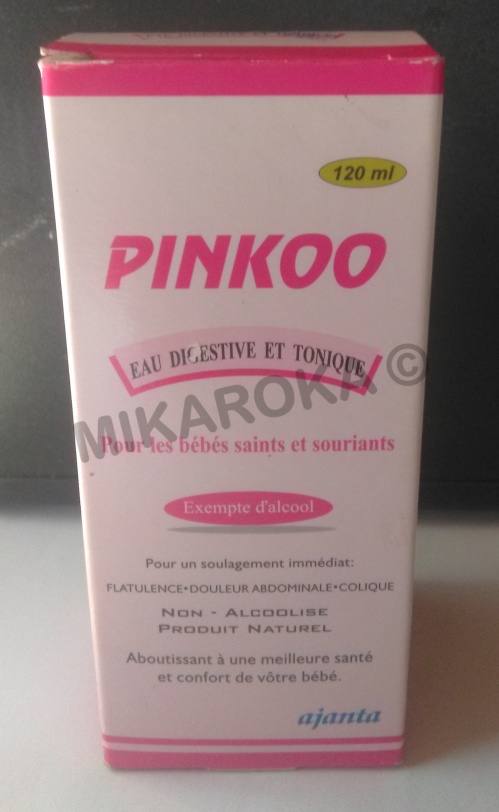 120 ml
PINKOO
EAU DIGESTIVE ET TONIQUE
MIKAROKA ©
Pour les bébés saints et souriants
Exempte d'alcool
Pour un soulagement immédiat:
FLATULENCE•DOULEUR ABDOMINALE•COLIQUE
NON - ALCOOLISE
PRODUIT NATUREL
Aboutissant à une meilleure santé
et confort de vôtre bébé.
ajanta